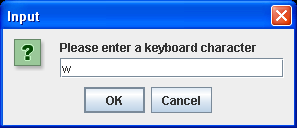 Input
?
Please enter a keyboard character
w
OK
Cancel